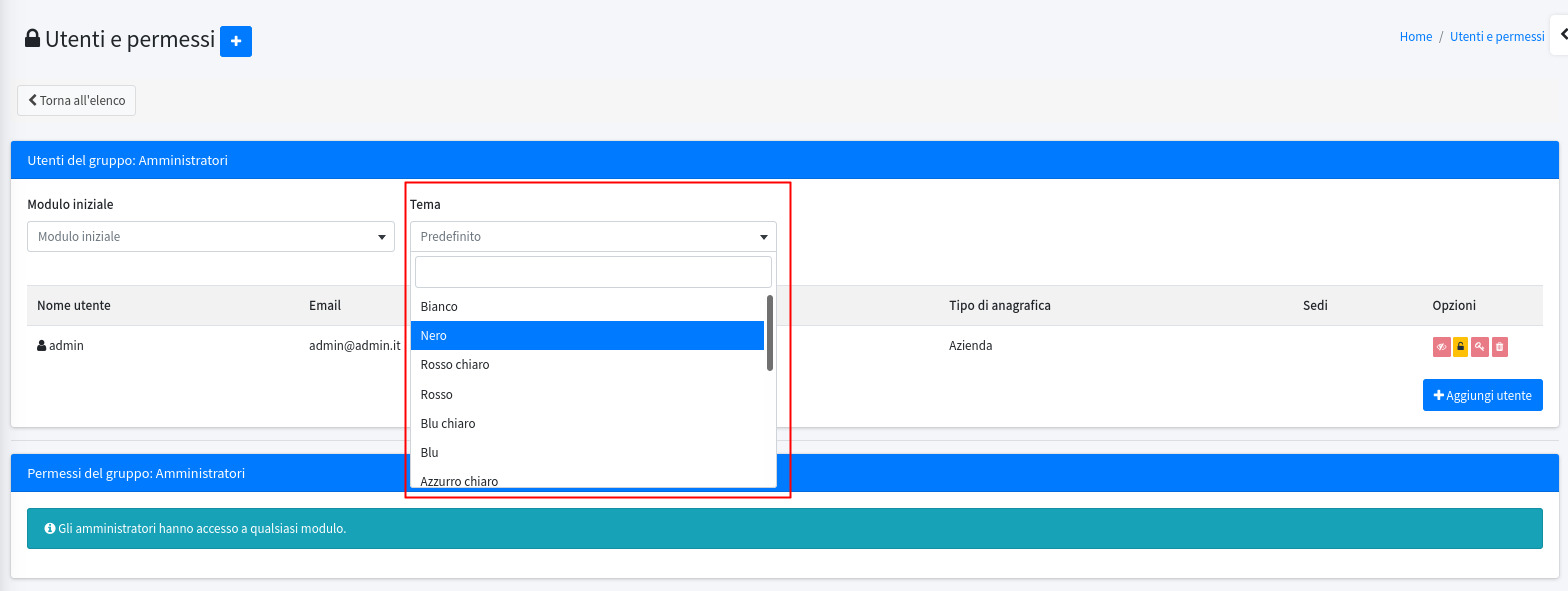 Utenti e permessi
Home / Utenti e permessi
Torna all'elenco
Utenti del gruppo: Amministratori
Modulo iniziale
Tema
Modulo iniziale
Predefinito
Nome utente
Email
Tipo di anagrafica
Sedi
Opzioni
Bianco
Nero
admin
admin@admin.it
Azienda
Rosso chiaro
Rosso
Aggiungi utente
Blu chiaro
Blu
Azzurro chiaro
Permessi del gruppo: Amministratori
Gli amministratori hanno accesso a qualsiasi modulo.